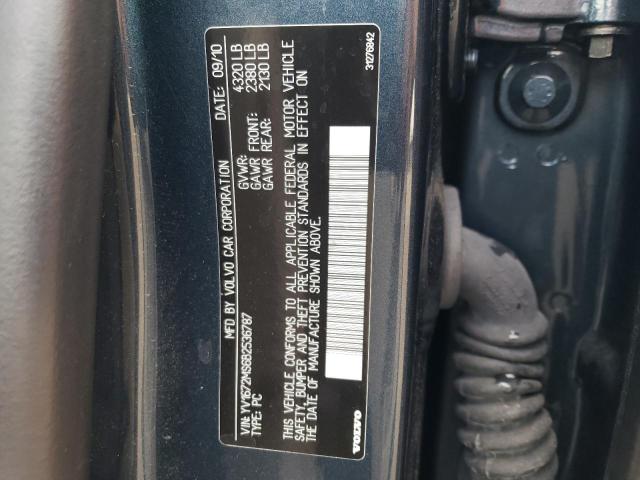 MFD BY VOLVO CAR CORPORATION DATE: 09/10
GVWR: 4320 LB
GAWR FRONT: 2380 LB
GAWR REAR: 2130 LB
VIN: YV1672MS6B2536787
TYPE: PC
THIS VEHICLE CONFORMS TO ALL APPLICABLE FEDERAL MOTOR VEHICLE
SAFETY, BUMPER AND THEFT PREVENTION STANDARDS IN EFFECT ON
THE DATE OF MANUFACTURE SHOWN ABOVE.
VOLVO 31276842